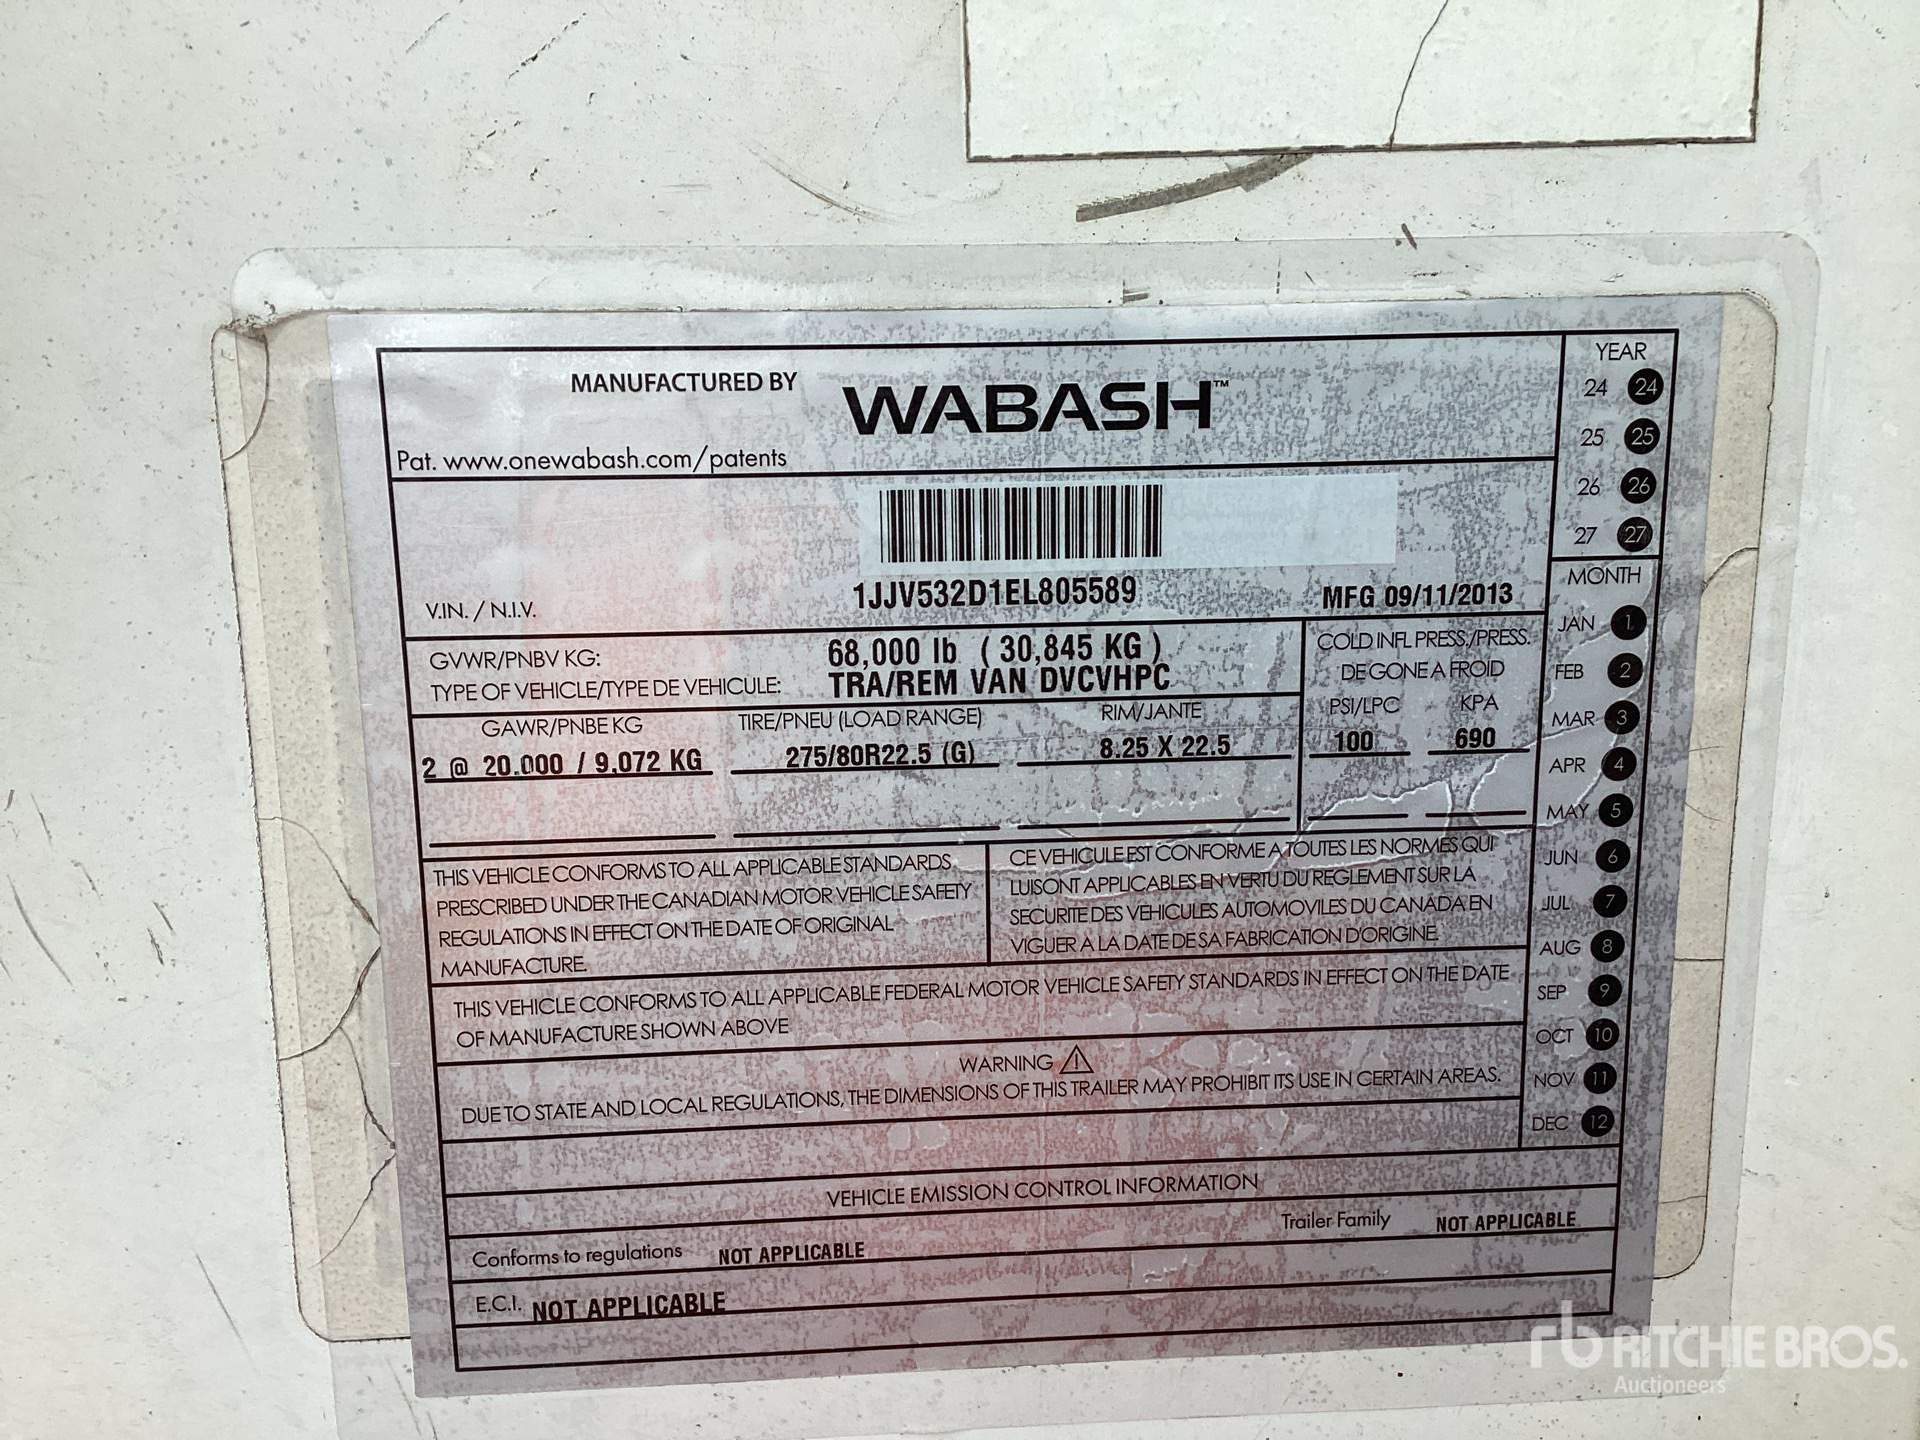 MANUFACTURED BY WABASH™
Pat. www.onewabash.com/patents
V.IN. / N.I.V. 1JJV532D1EL805589 MFG 09/11/2013
GVWR/PNBV KG: 68,000 lb ( 30,845 KG )
TYPE OF VEHICLE/TYPE DE VEHICULE: TRA/REM VAN DVCVHPC
COLD INFL PRESS./PRESS.
DE GONE A FROID
PSI/LPC KPA
GAWR/PNBE KG TIRE/PNEU (LOAD RANGE) RIM/JANTE
2 @ 20.000 / 9,072 KG 275/80R22.5 (G) 8.25 X 22.5 100 690
THIS VEHICLE CONFORMS TO ALL APPLICABLE STANDARDS
PRESCRIBED UNDER THE CANADIAN MOTOR VEHICLE SAFETY
REGULATIONS IN EFFECT ON THE DATE OF ORIGINAL
MANUFACTURE.
CE VEHICULE EST CONFORME A TOUTES LES NORMES QUI
LUISONT APPLICABLES EN VERTU DU REGLEMENT SUR LA
SECURITE DES VEHICULES AUTOMOVILES DU CANADA EN
VIGUER A LA DATE DE SA FABRICATION D'ORIGINE.
THIS VEHICLE CONFORMS TO ALL APPLICABLE FEDERAL MOTOR VEHICLE SAFETY STANDARDS IN EFFECT ON THE DATE
OF MANUFACTURE SHOWN ABOVE
WARNING
DUE TO STATE AND LOCAL REGULATIONS, THE DIMENSIONS OF THIS TRAILER MAY PROHIBIT ITS USE IN CERTAIN AREAS.
VEHICLE EMISSION CONTROL INFORMATION
Conforms to regulations NOT APPLICABLE Trailer Family NOT APPLICABLE
E.C.I. NOT APPLICABLE
YEAR
24 24
25 25
26 26
27 27
MONTH
JAN 1
FEB 2
MAR 3
APR 4
MAY 5
JUN 6
JUL 7
AUG 8
SEP 9
OCT 10
NOV 11
DEC 12
rb RITCHIE BROS.
Auctioneers